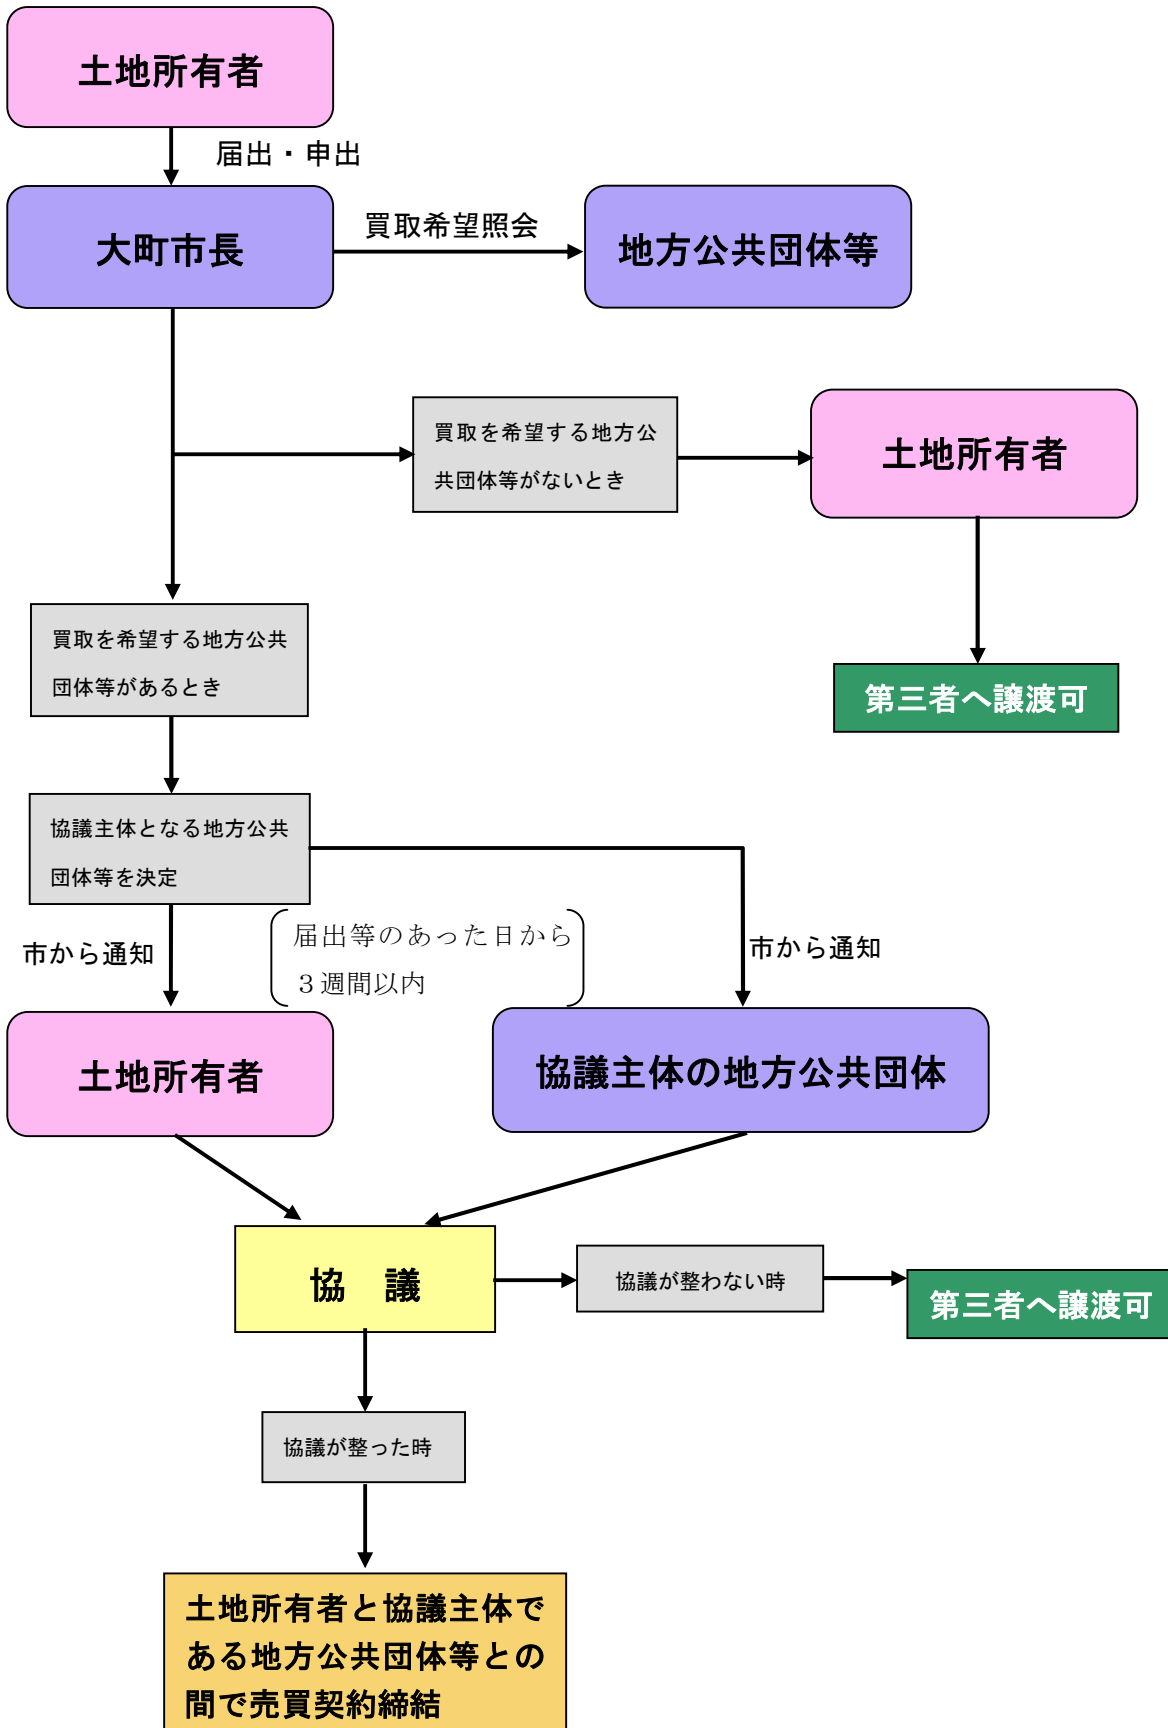 土地所有者
届出・申出
大町市長
買取希望照会
地方公共団体等
買取を希望する地方公
共団体等がないとき
土地所有者
第三者へ譲渡可
買取を希望する地方公共
団体等があるとき
協議主体となる地方公共
団体等を決定
市から通知
届出等のあった日から
３週間以内
市から通知
土地所有者
協議主体の地方公共団体
協　議
協議が整わない時
第三者へ譲渡可
協議が整った時
土地所有者と協議主体で
ある地方公共団体等との
間で売買契約締結